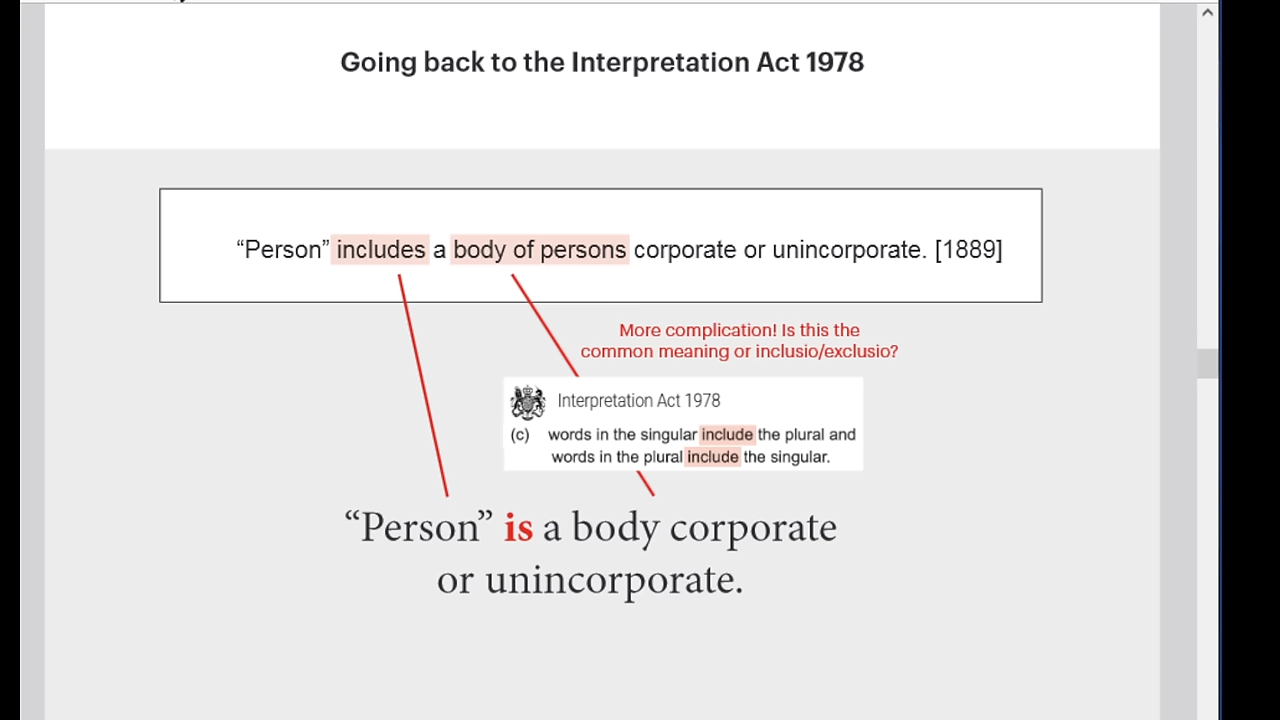 Going back to the Interpretation Act 1978
“Person” includes a body of persons corporate or unincorporate. [1889]
More complication! Is this the
common meaning or inclusio/exclusio?
Interpretation Act 1978
(c) words in the singular include the plural and
words in the plural include the singular.
“Person” is a body corporate
or unincorporate.